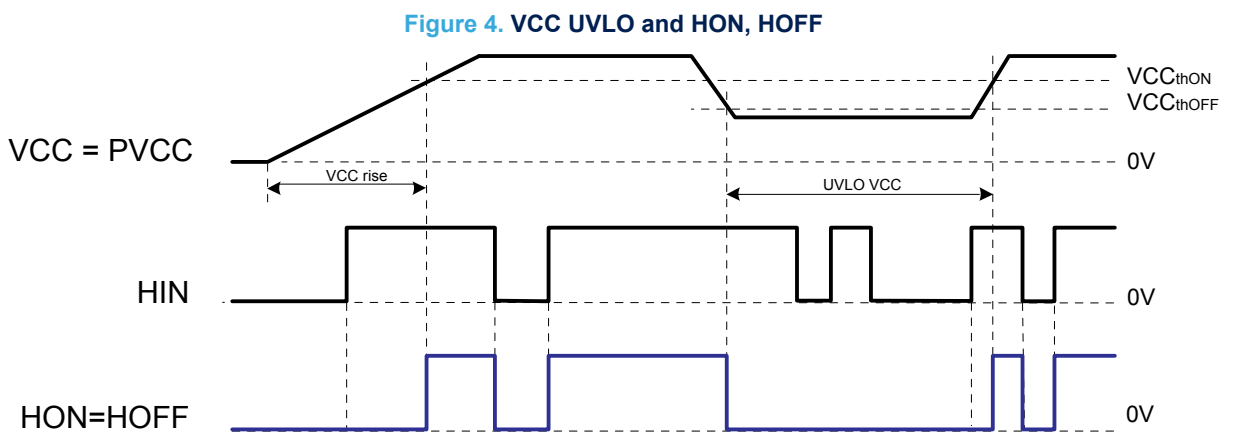 Figure 4. VCC UVLO and HON, HOFF
VCCthON
VCCthOFF
VCC = PVCC
0V
VCC rise
UVLO VCC
HIN
0V
HON=HOFF
0V